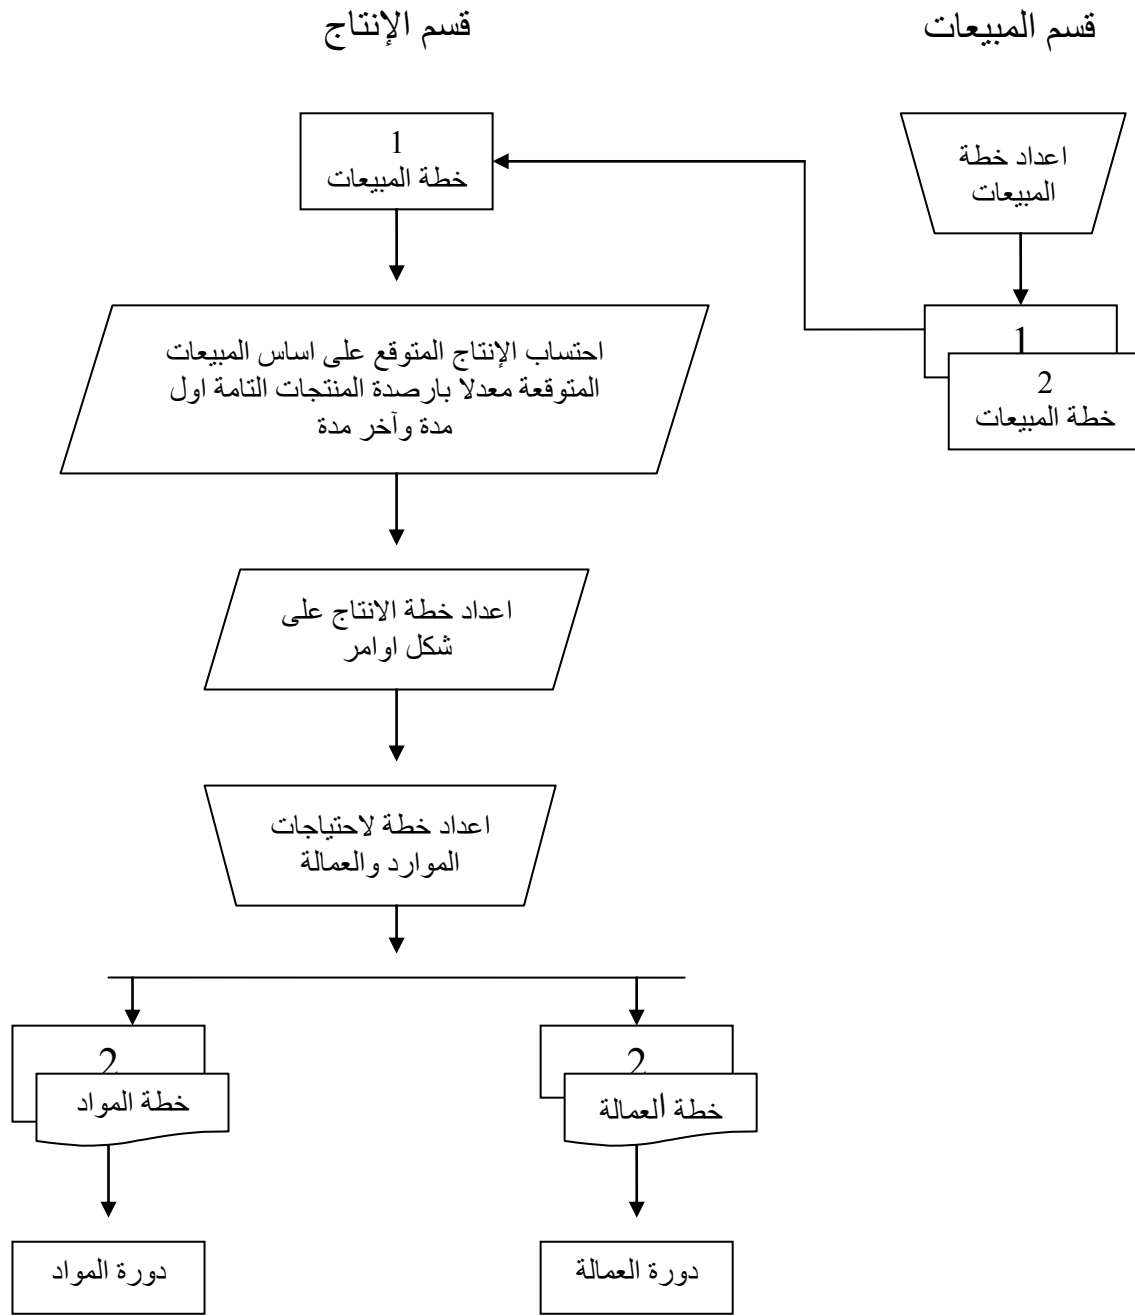 قسم المبيعات
قسم الإنتاج
اعداد خطة
المبيعات
1
2
خطة المبيعات
1
خطة المبيعات
احتساب الإنتاج المتوقع على اساس المبيعات
المتوقعة معدلا بارصدة المنتجات التامة اول
مدة وآخر مدة
اعداد خطة الانتاج على
شكل اوامر
اعداد خطة لاحتياجات
الموارد والعمالة
2
خطة العمالة
2
خطة المواد
دورة العمالة
دورة المواد